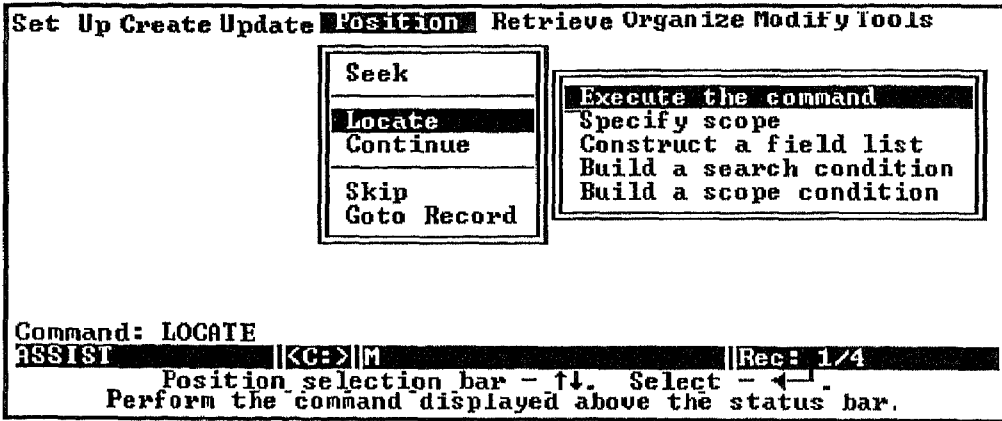 Set Up Create Update Position Retrieve Organize Modify Tools
Seek
Locate
Continue
Skip
Goto Record
Execute the command
Specify scope
Construct a field list
Build a search condition
Build a scope condition
Command: LOCATE
ASSIST |<C:>|M |Rec: 1/4
Position selection bar - ↑↓. Select - ←┘.
Perform the command displayed above the status bar.